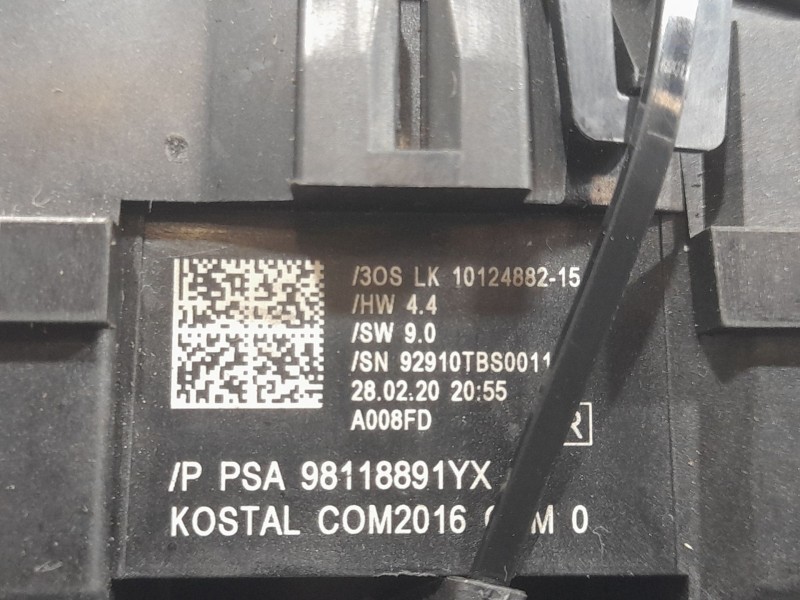 /3OS LK 10124882-15
/HW 4.4
/SW 9.0
/SN 92910TBS0011
28.02.20 20:55
A008FD
R
/P PSA 98118891YX
KOSTAL COM2016 0